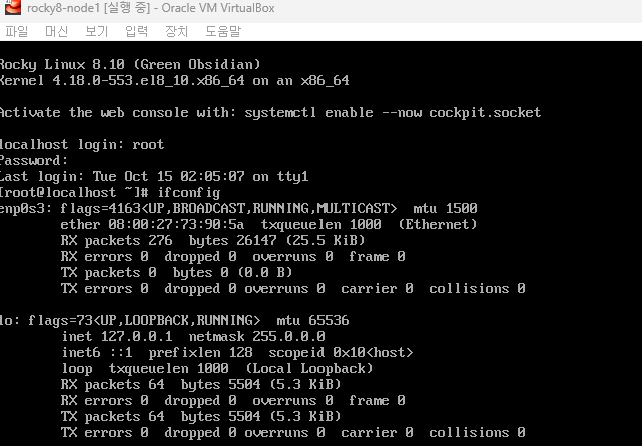 rocky8-node1 [실행 중] - Oracle VM VirtualBox
파일 머신 보기 입력 장치 도움말
Rocky Linux 8.10 (Green Obsidian)
Kernel 4.18.0-553.el8_10.x86_64 on an x86_64
Activate the web console with: systemctl enable --now cockpit.socket
localhost login: root
Password:
Last login: Tue Oct 15 02:05:07 on tty1
[root@localhost ~]# ifconfig
enp0s3: flags=4163<UP,BROADCAST,RUNNING,MULTICAST>  mtu 1500
        ether 08:00:27:73:90:5a  txqueuelen 1000  (Ethernet)
        RX packets 276  bytes 26147 (25.5 KiB)
        RX errors 0  dropped 0  overruns 0  frame 0
        TX packets 0  bytes 0 (0.0 B)
        TX errors 0  dropped 0 overruns 0  carrier 0  collisions 0
lo: flags=73<UP,LOOPBACK,RUNNING>  mtu 65536
        inet 127.0.0.1  netmask 255.0.0.0
        inet6 ::1  prefixlen 128  scopeid 0x10<host>
        loop  txqueuelen 1000  (Local Loopback)
        RX packets 64  bytes 5504 (5.3 KiB)
        RX errors 0  dropped 0  overruns 0  frame 0
        TX packets 64  bytes 5504 (5.3 KiB)
        TX errors 0  dropped 0 overruns 0  carrier 0  collisions 0